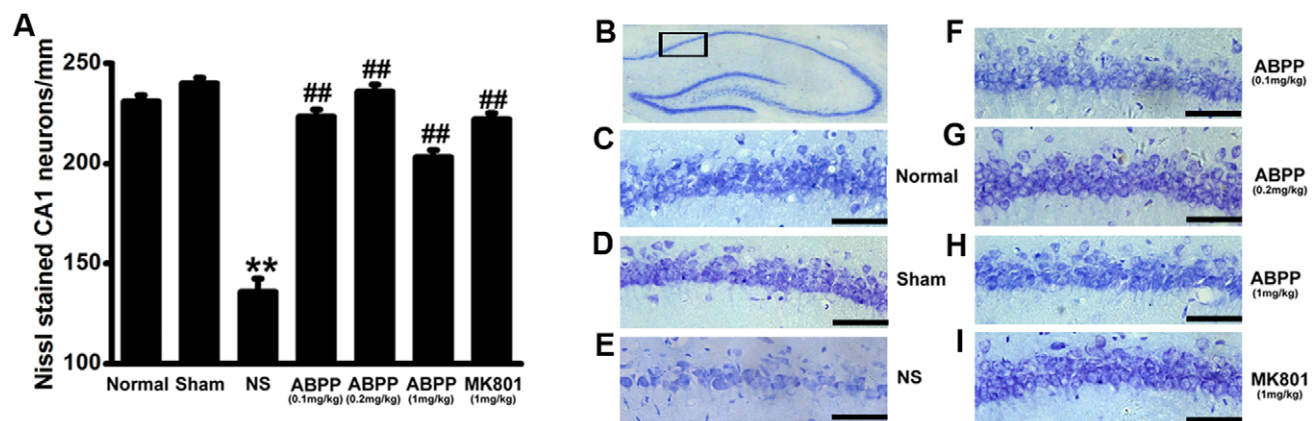 A
Nissl stained CA1 neurons/mm
250
200
150
100
**
##
##
##
##
Normal
Sham
NS
ABPP
(0.1mg/kg)
ABPP
(0.2mg/kg)
ABPP
(1mg/kg)
MK801
(1mg/kg)
B
C
Normal
D
Sham
E
NS
F
ABPP
(0.1mg/kg)
G
ABPP
(0.2mg/kg)
H
ABPP
(1mg/kg)
I
MK801
(1mg/kg)